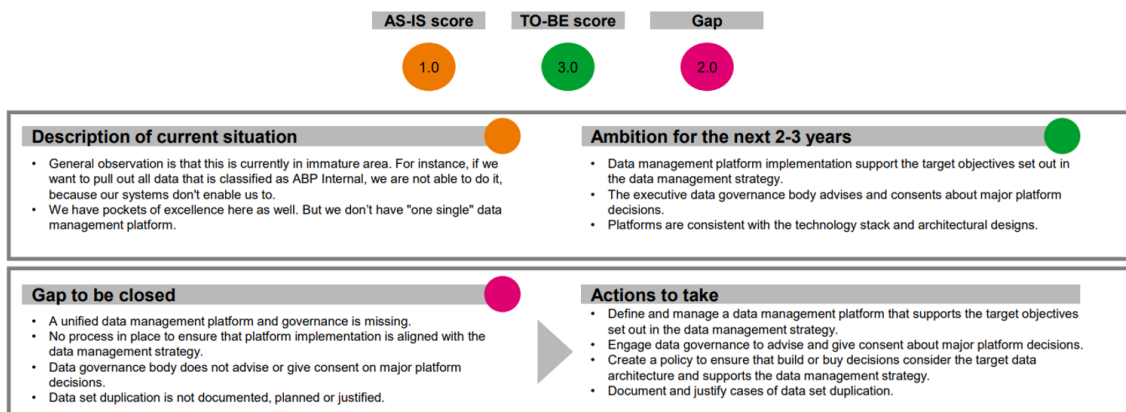 AS-IS score
TO-BE score
Gap
1.0
3.0
2.0
Description of current situation
• General observation is that this is currently in immature area. For instance, if we
want to pull out all data that is classified as ABP Internal, we are not able to do it,
because our systems don't enable us to.
• We have pockets of excellence here as well. But we don't have "one single" data
management platform.
Ambition for the next 2-3 years
• Data management platform implementation support the target objectives set out in
the data management strategy.
• The executive data governance body advises and consents about major platform
decisions.
• Platforms are consistent with the technology stack and architectural designs.
Gap to be closed
• A unified data management platform and governance is missing.
• No process in place to ensure that platform implementation is aligned with the
data management strategy.
• Data governance body does not advise or give consent on major platform
decisions.
• Data set duplication is not documented, planned or justified.
Actions to take
• Define and manage a data management platform that supports the target objectives
set out in the data management strategy.
• Engage data governance to advise and give consent about major platform decisions.
• Create a policy to ensure that build or buy decisions consider the target data
architecture and supports the data management strategy.
• Document and justify cases of data set duplication.